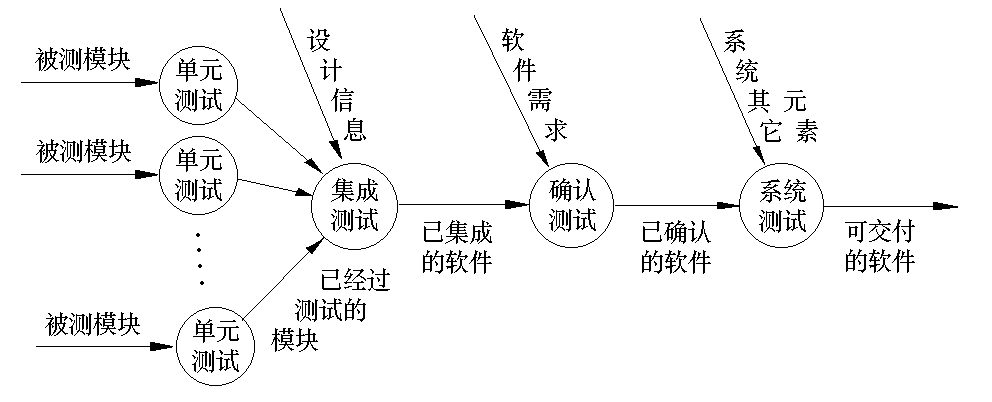 被测模块
单元
测试
被测模块
单元
测试
被测模块
单元
测试
设计信息
集成
测试
已经过
测试的
模块
已集成
的软件
软件需求
确认
测试
已确认
的软件
系统其它
元素
系统
测试
可交付
的软件